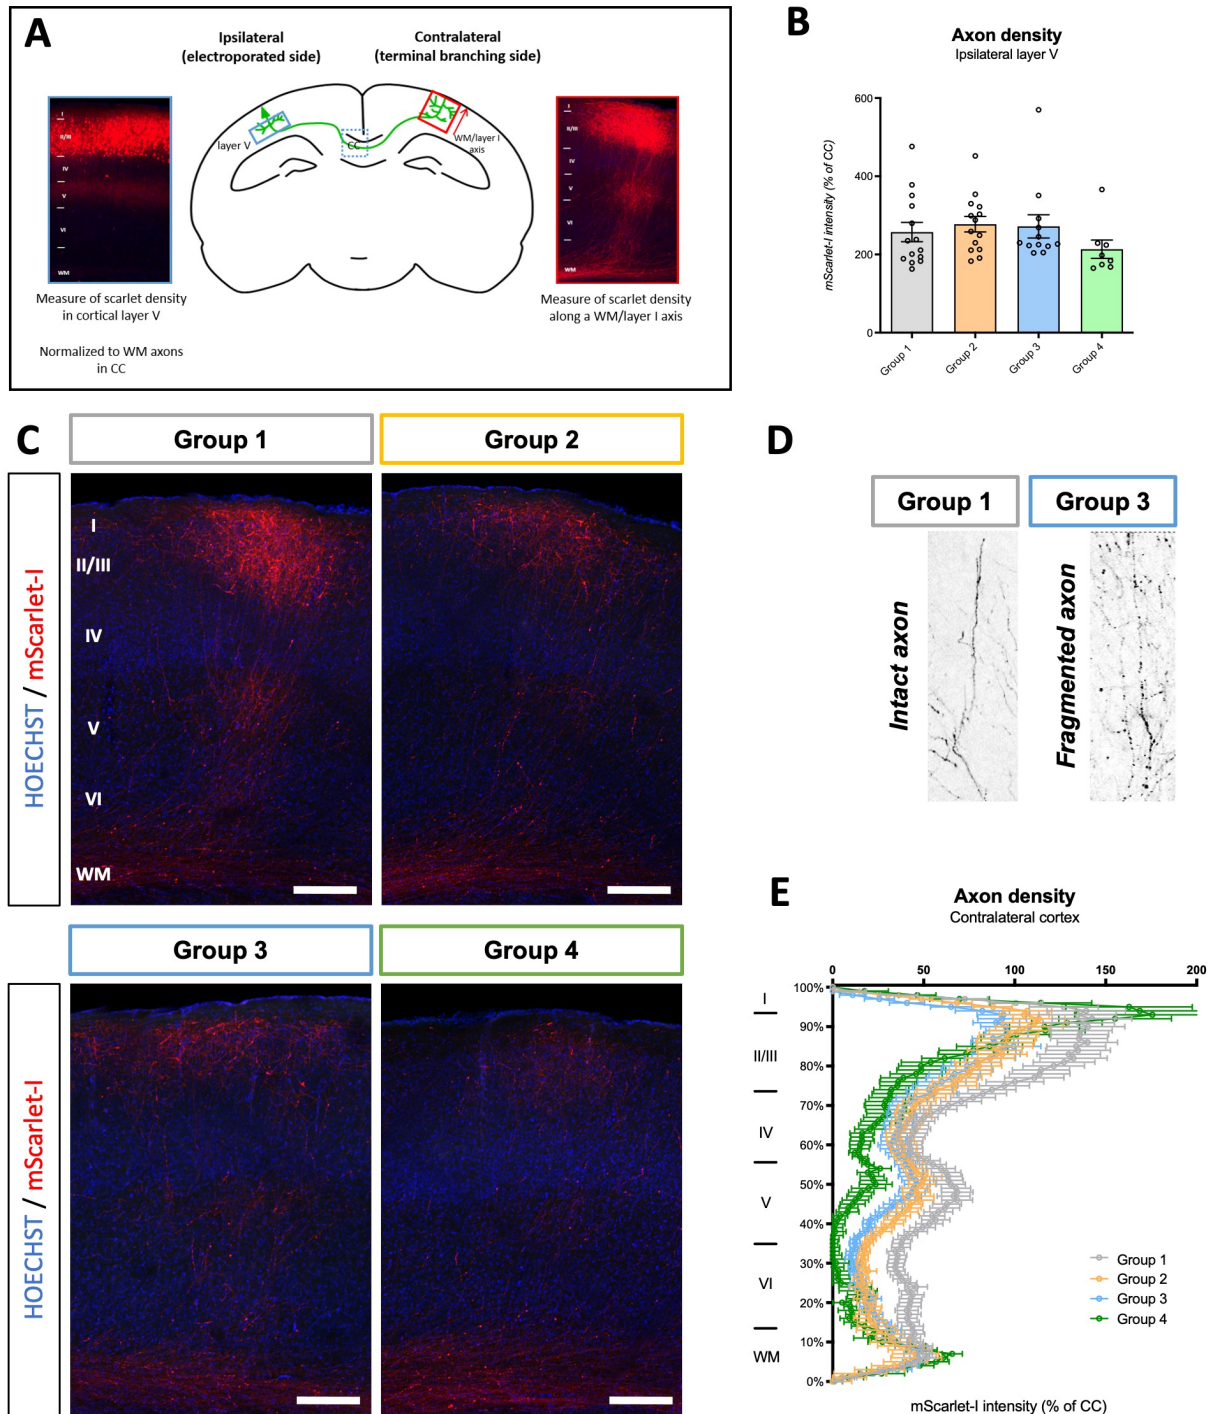 A
Ipsilateral
(electroporated side)
Contralateral
(terminal branching side)
I
II/III
IV
V
VI
WM
layer V
CC
WM/layer I
axis
I
II/III
IV
V
VI
WM
Measure of scarlet density
in cortical layer V
Normalized to WM axons
in CC
Measure of scarlet density
along a WM/layer I axis
B
Axon density
Ipsilateral layer V
mScarlet-I intensity (% of CC)
600
400
200
0
Group 1
Group 2
Group 3
Group 4
C
Group 1
Group 2
HOECHST / mScarlet-I
I
II/III
IV
V
VI
WM
Group 3
Group 4
HOECHST / mScarlet-I
D
Group 1
Group 3
Intact axon
Fragmented axon
E
Axon density
Contralateral cortex
0 50 100 150 200
100%
90%
80%
70%
60%
50%
40%
30%
20%
10%
0%
I
II/III
IV
V
VI
WM
Group 1
Group 2
Group 3
Group 4
mScarlet-I intensity (% of CC)